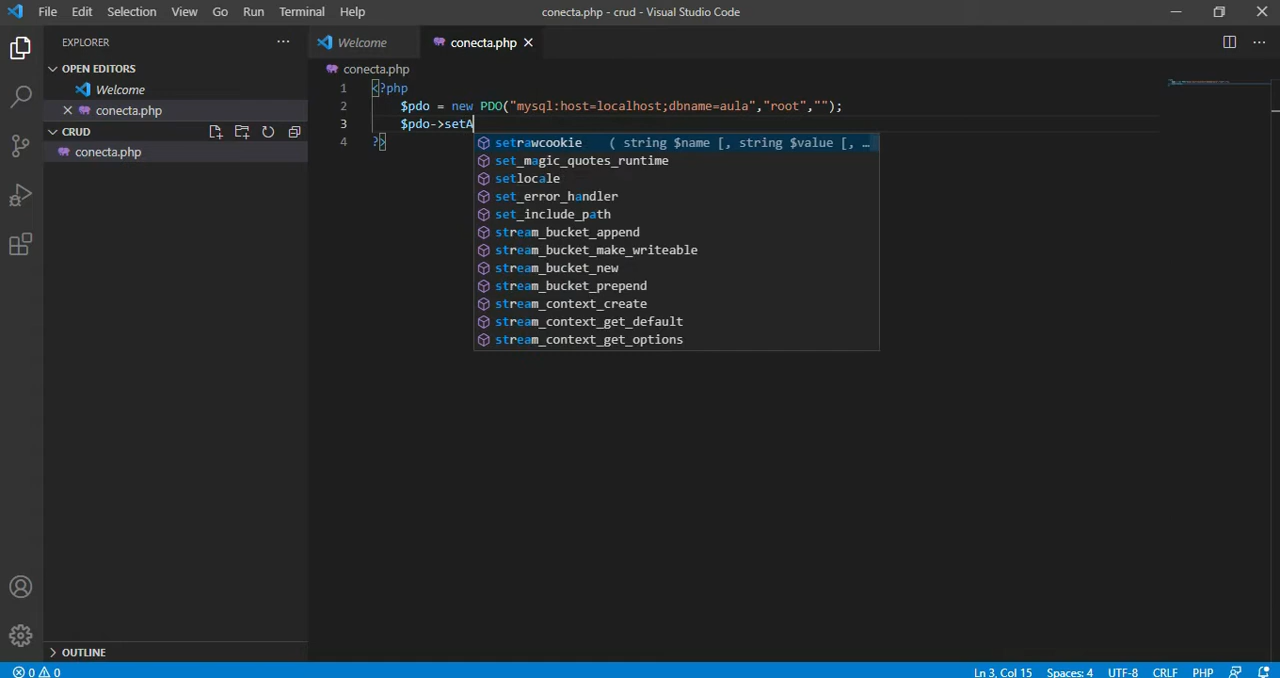 File Edit Selection View Go Run Terminal Help conecta.php - crud - Visual Studio Code
EXPLORER
Welcome conecta.php
OPEN EDITORS
Welcome
conecta.php
CRUD
conecta.php
OUTLINE
conecta.php
1 <?php
2 $pdo = new PDO("mysql:host=localhost;dbname=aula","root","");
3 $pdo->setA
4 ?>
setrawcookie ( string $name [, string $value [, …
set_magic_quotes_runtime
setlocale
set_error_handler
set_include_path
stream_bucket_append
stream_bucket_make_writeable
stream_bucket_new
stream_bucket_prepend
stream_context_create
stream_context_get_default
stream_context_get_options
0 0 Ln 3, Col 15 Spaces: 4 UTF-8 CRLF PHP